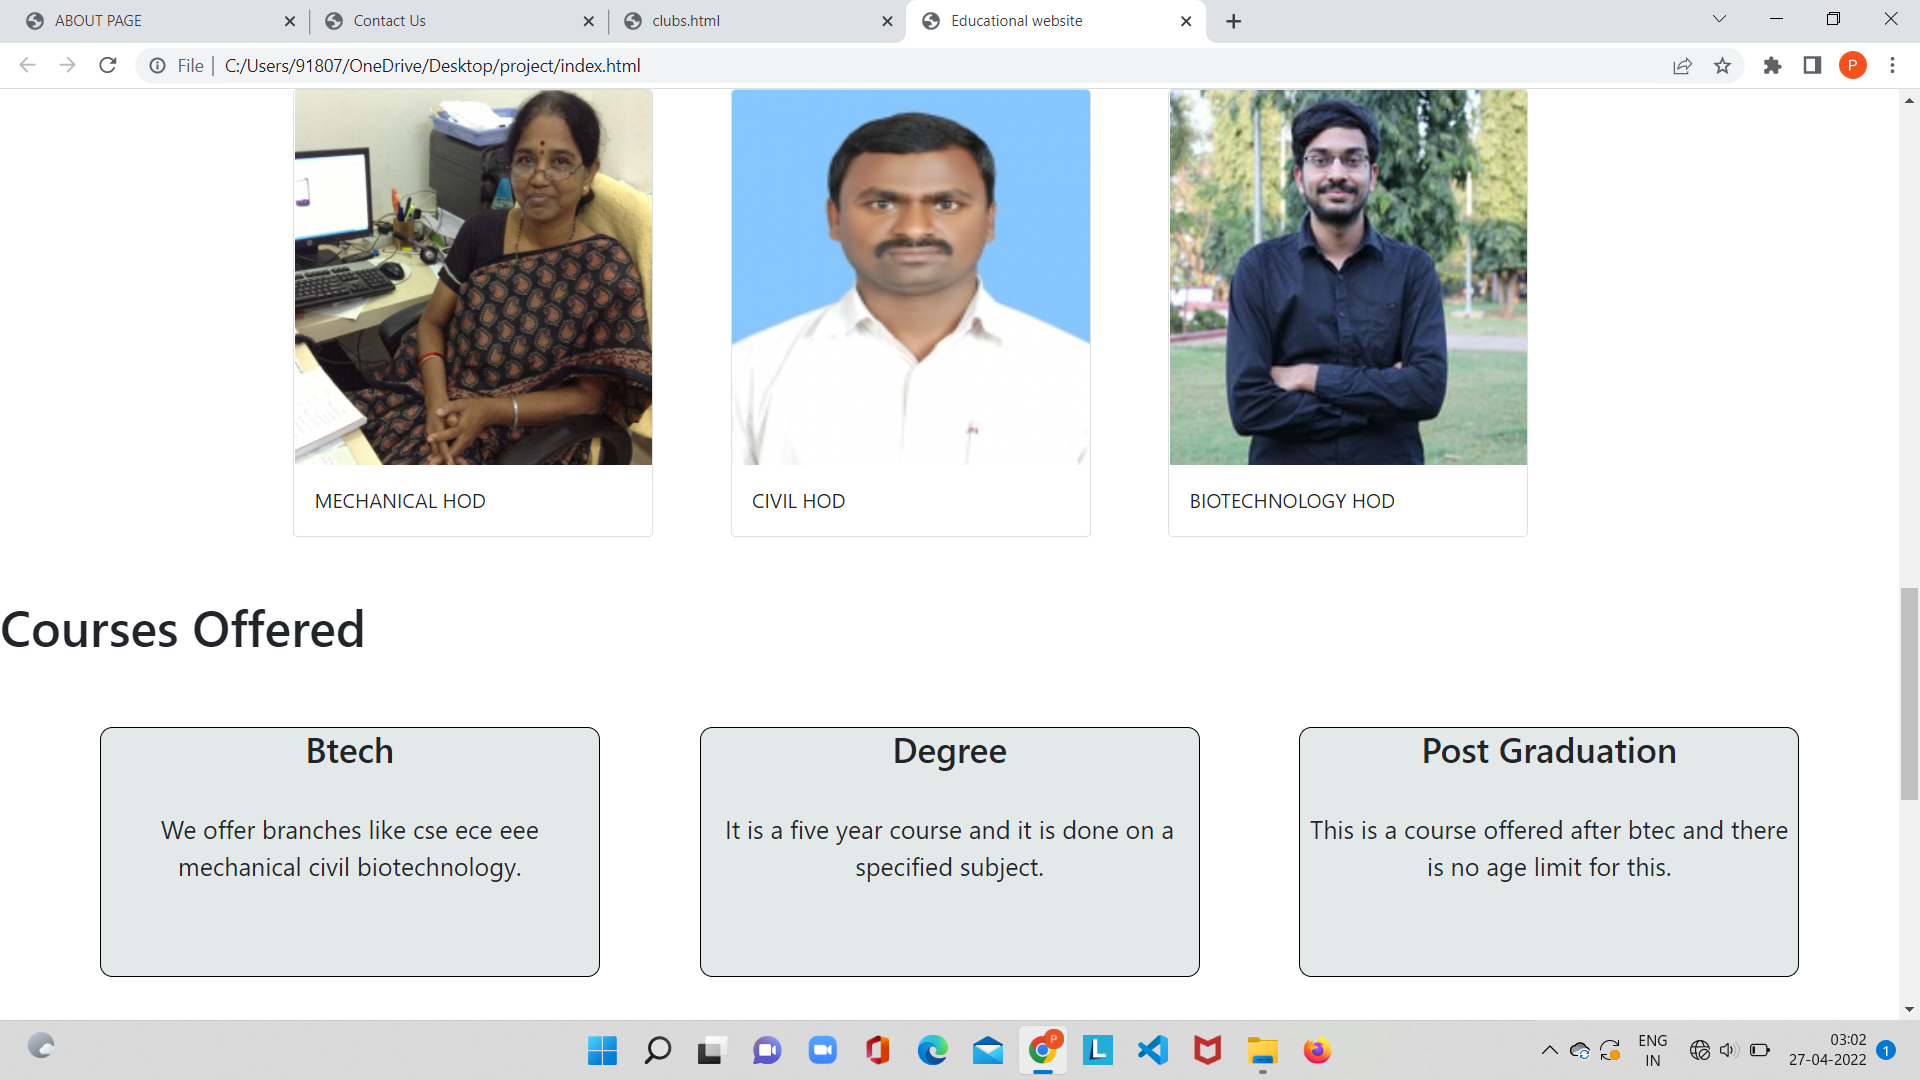 ABOUT PAGE
Contact Us
clubs.html
Educational website
File
C:/Users/91807/OneDrive/Desktop/project/index.html
P
MECHANICAL HOD
CIVIL HOD
BIOTECHNOLOGY HOD
Courses Offered
Btech
We offer branches like cse ece eee
mechanical civil biotechnology.
Degree
It is a five year course and it is done on a
specified subject.
Post Graduation
This is a course offered after btec and there
is no age limit for this.
P
L
ENG
IN
03:02
27-04-2022
1